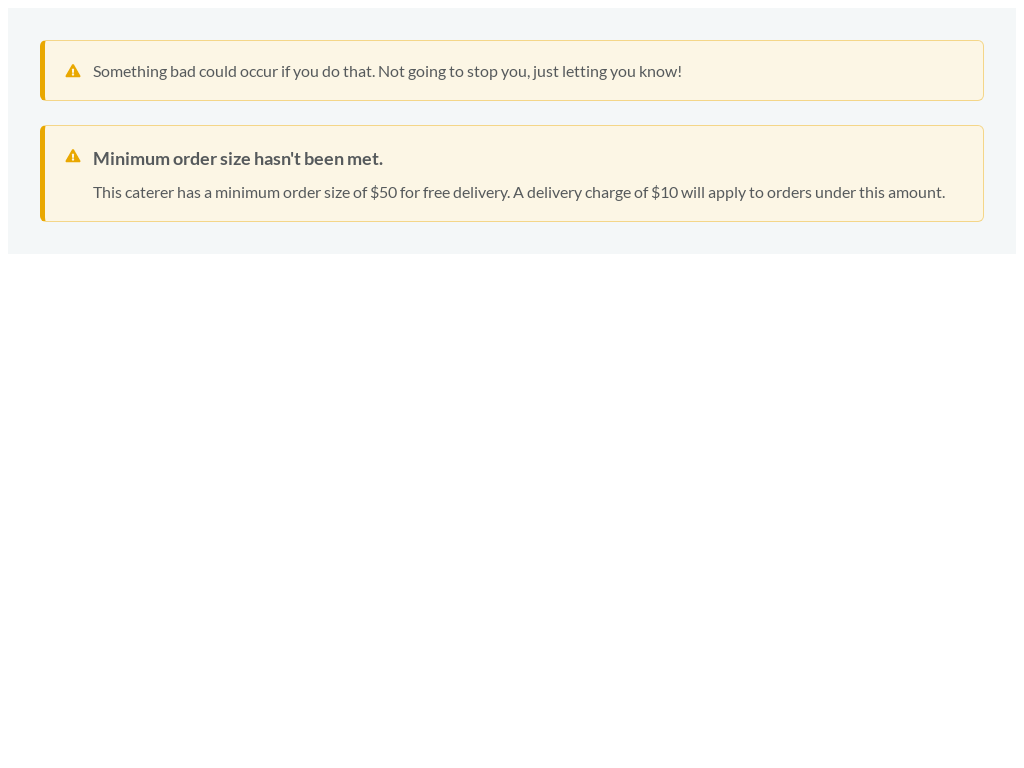 Something bad could occur if you do that. Not going to stop you, just letting you know!
Minimum order size hasn't been met.
This caterer has a minimum order size of $50 for free delivery. A delivery charge of $10 will apply to orders under this amount.